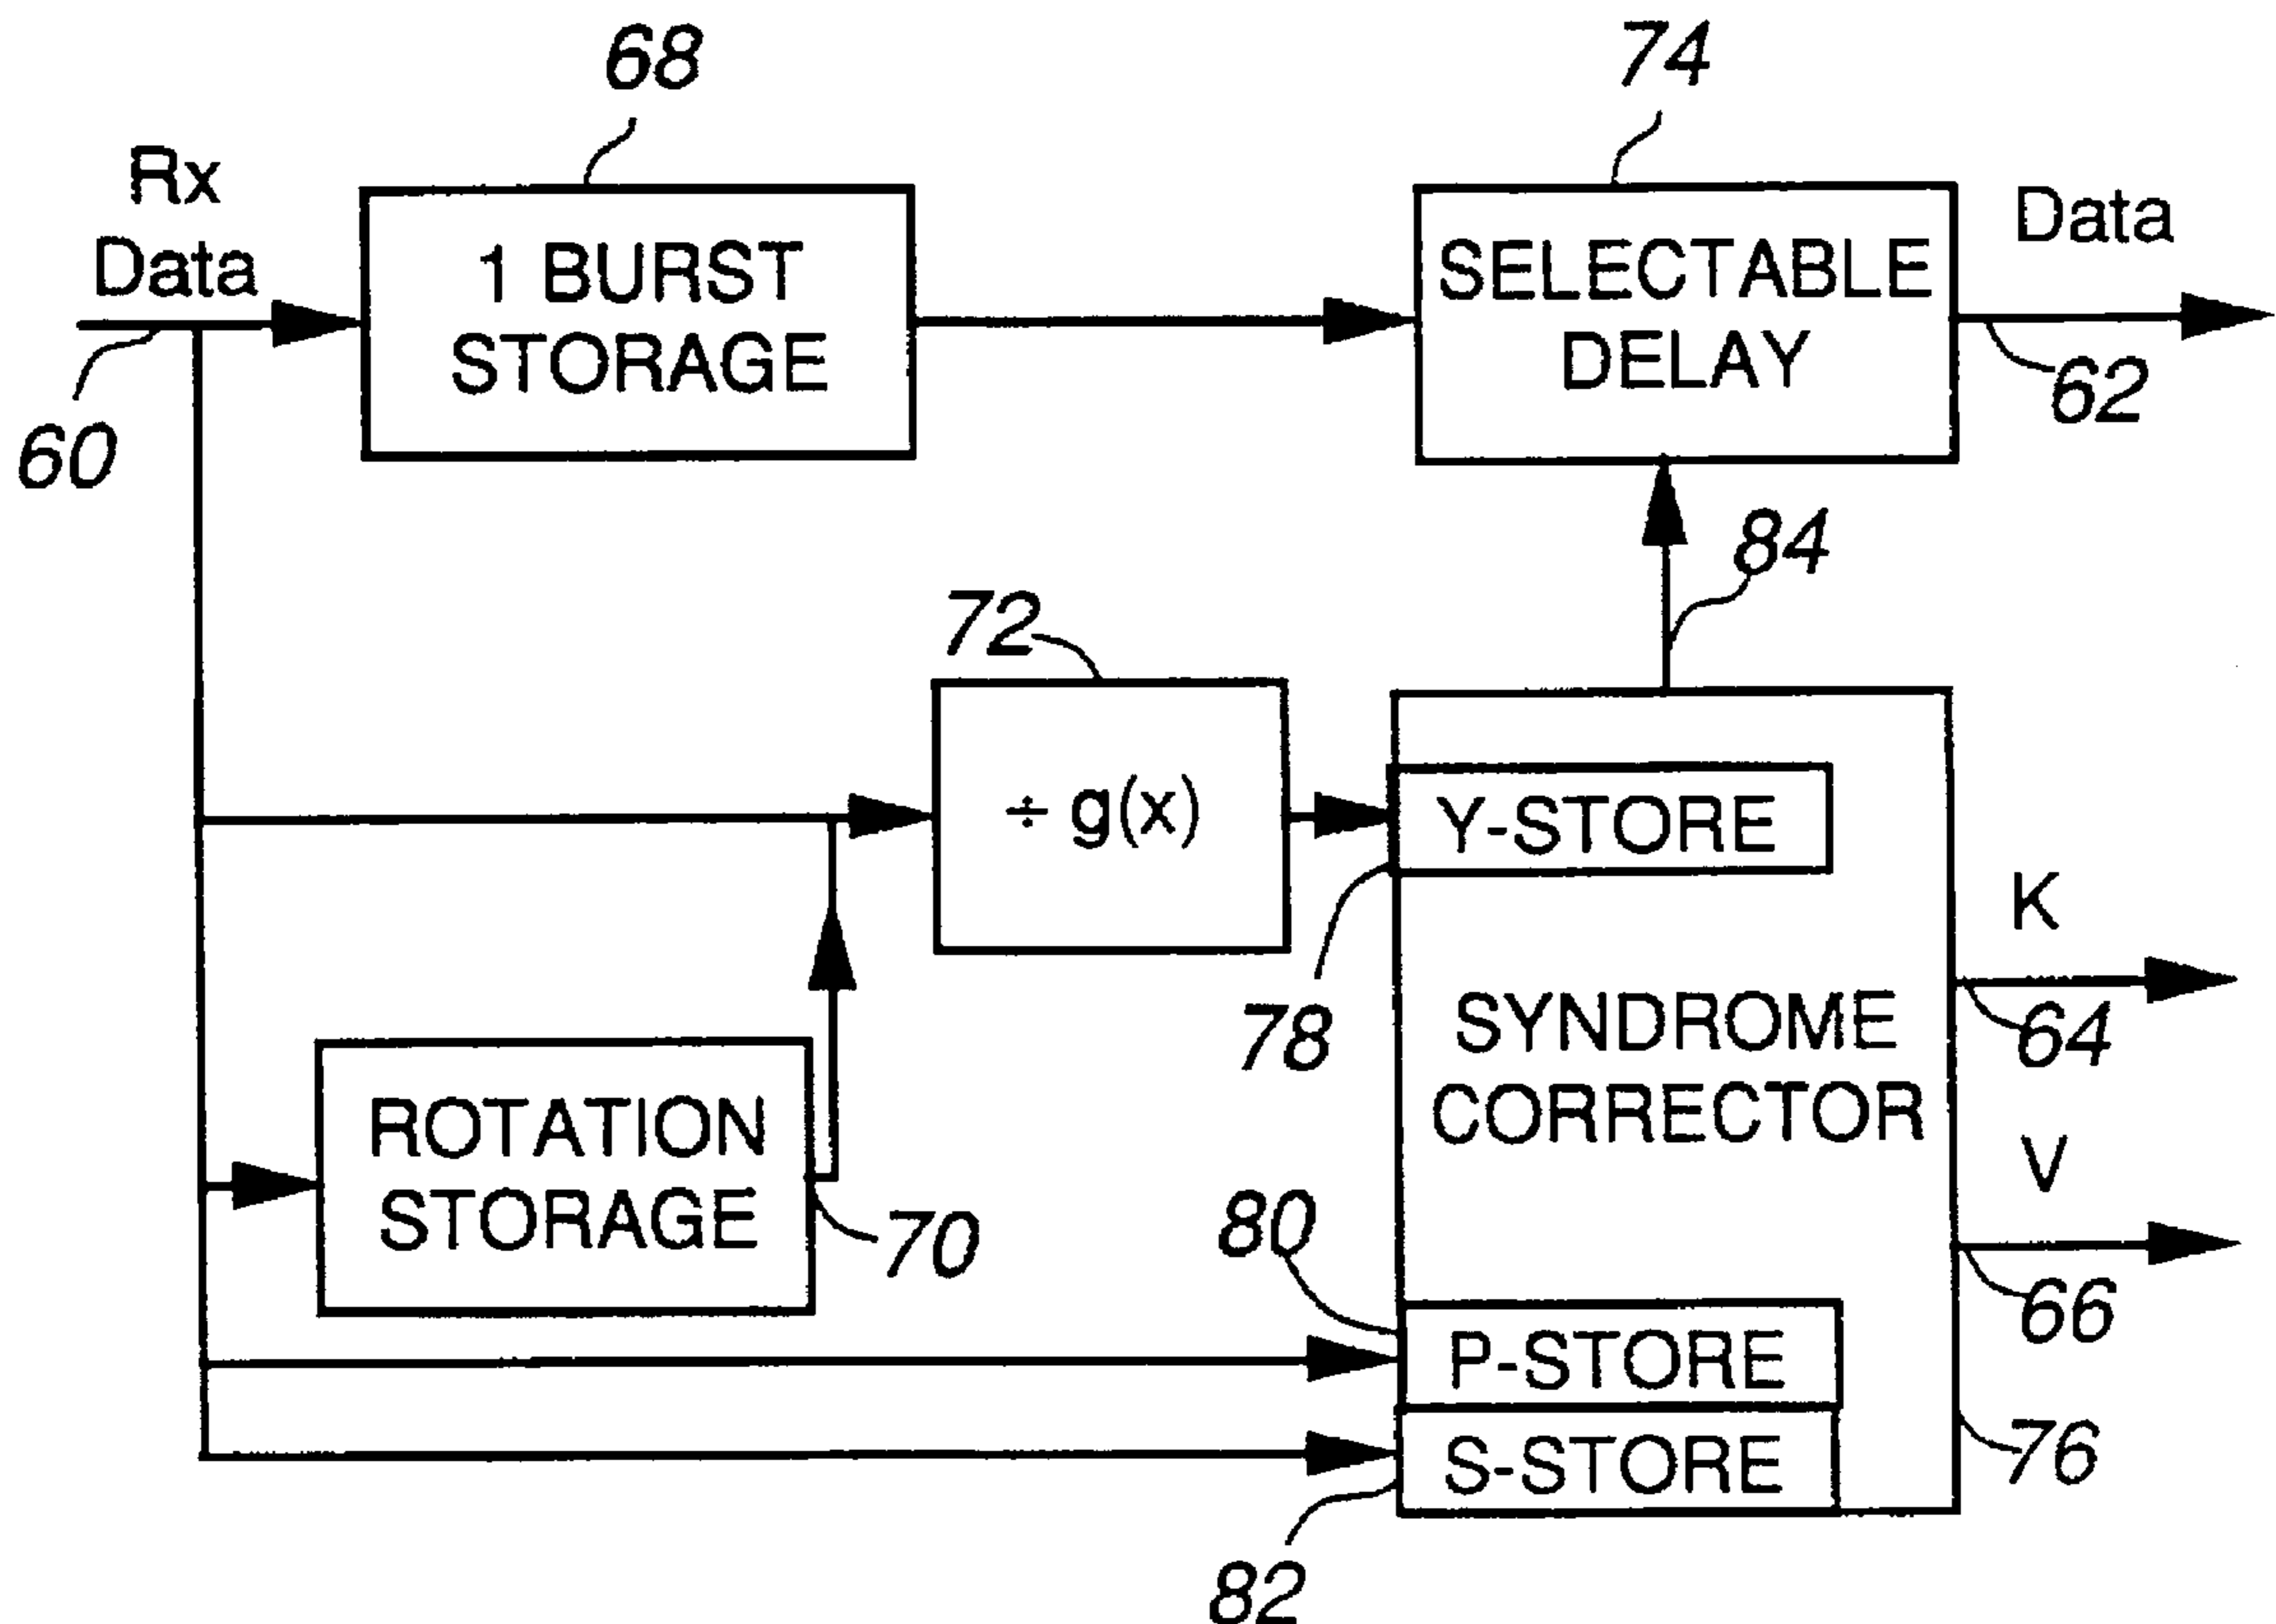 68
74
Rx
Data
1 BURST
STORAGE
SELECTABLE
DELAY
Data
60
62
84
72
÷ g(x)
Y-STORE
K
78
SYNDROME
CORRECTOR
64
ROTATION
STORAGE
V
70
80
66
P-STORE
S-STORE
76
82